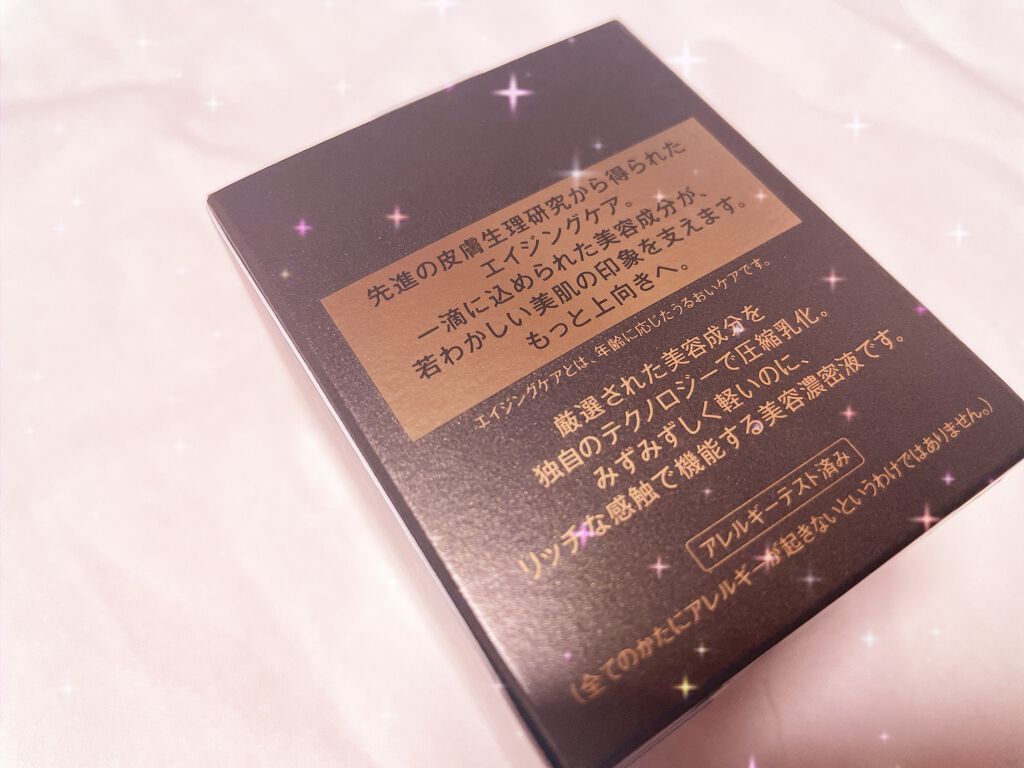 先進の皮膚生理研究から得られた
エイジングケア。
一滴に込められた美容成分が、
若わかしい美肌の印象を支えます。
もっと上向きへ。
エイジングケアとは、年齢に応じたうるおいケアです。
厳選された美容成分を
独自のテクノロジーで圧縮乳化。
みずみずしく軽いのに、
リッチな感触で機能する美容濃密液です。
アレルギーテスト済み
(全てのかたにアレルギーが起きないというわけではありません。)